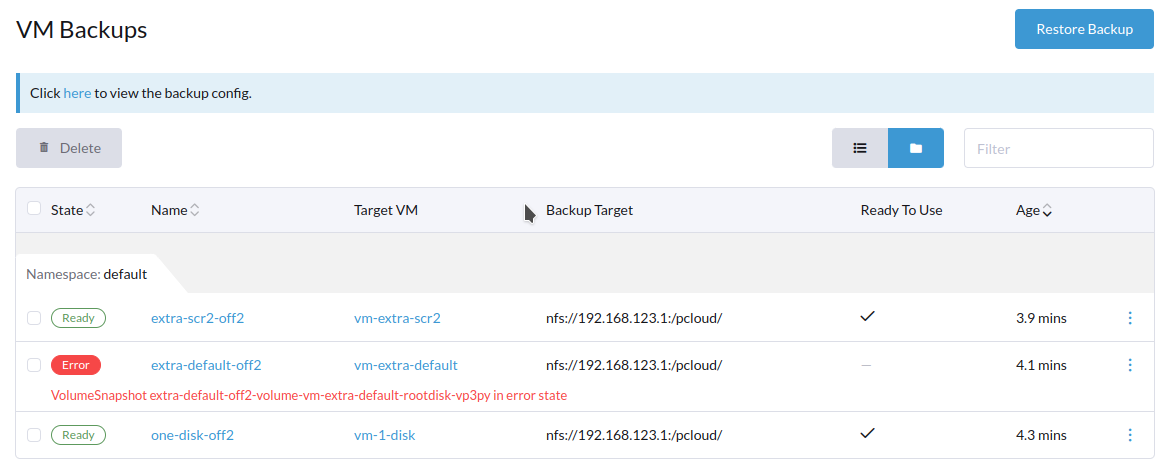 VM Backups
Restore Backup
Click here to view the backup config.
Delete
Filter
State Name Target VM Backup Target Ready To Use Age
Namespace: default
Ready extra-scr2-off2 vm-extra-scr2 nfs://192.168.123.1:/pcloud/ 3.9 mins
Error extra-default-off2 vm-extra-default nfs://192.168.123.1:/pcloud/ — 4.1 mins
VolumeSnapshot extra-default-off2-volume-vm-extra-default-rootdisk-vp3py in error state
Ready one-disk-off2 vm-1-disk nfs://192.168.123.1:/pcloud/ 4.3 mins